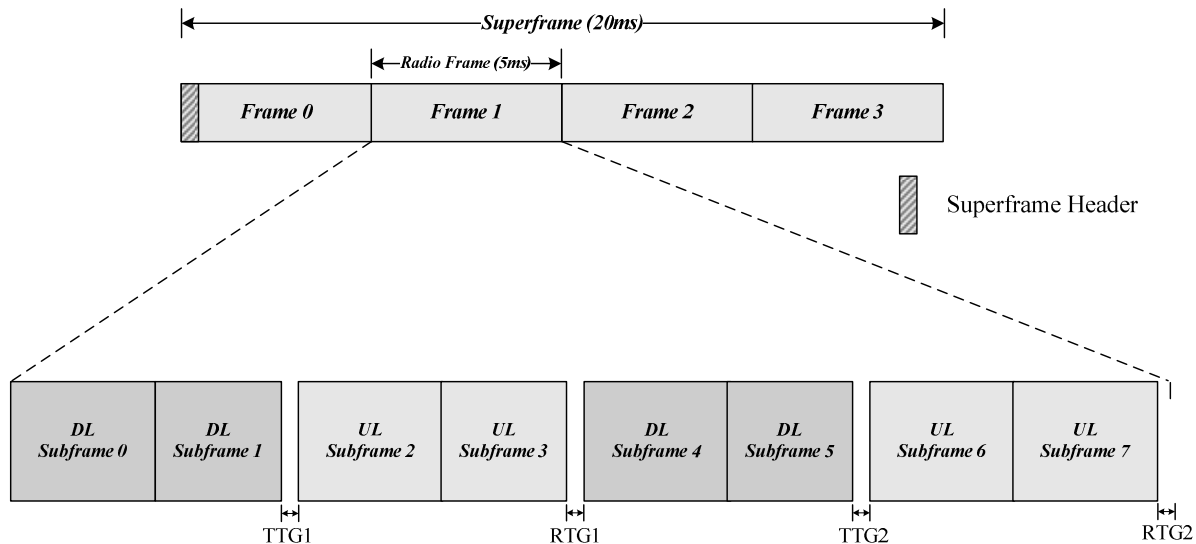 Superframe (20ms)
Radio Frame (5ms)
Frame 0 Frame 1 Frame 2 Frame 3
Superframe Header
DL DL UL UL DL DL UL UL
Subframe 0 Subframe 1 Subframe 2 Subframe 3 Subframe 4 Subframe 5 Subframe 6 Subframe 7
TTG1 RTG1 TTG2 RTG2